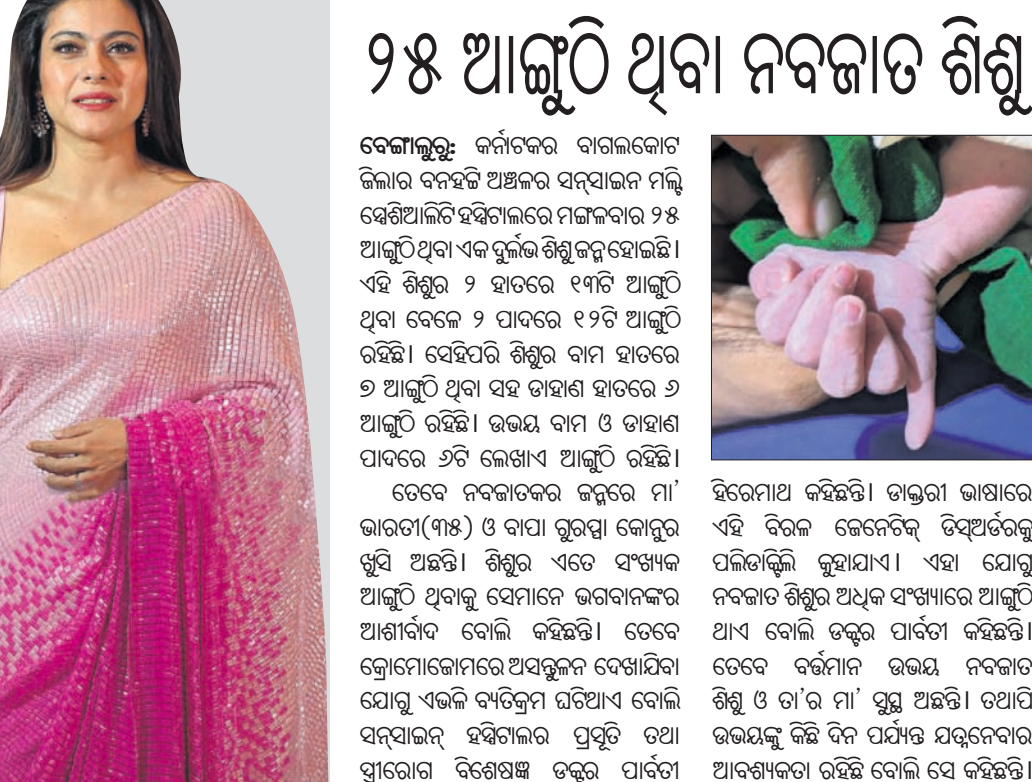 ୨୫ ଆଙ୍ଗୁଠି ଥିବା ନବଜାତ ଶିଶୁ
ବେଙ୍ଗାଲୁରୁ: କର୍ନାଟକର ବାଗଲକୋଟ
ଜିଲାର ବନହଟ୍ଟି ଅଞ୍ଚଳର ସନ୍‌ସାଇନ ମଲ୍ଟି
ସ୍ପେଶିଆଲିଟି ହସ୍ପିଟାଲରେ ମଙ୍ଗଳବାର ୨୫
ଆଙ୍ଗୁଠି ଥିବା ଏକ ଦୁର୍ଲଭ ଶିଶୁ ଜନ୍ମ ହୋଇଛି।
ଏହି ଶିଶୁର ୨ ହାତରେ ୧୩ଟି ଆଙ୍ଗୁଠି
ଥିବା ବେଳେ ୨ ପାଦରେ ୧୨ଟି ଆଙ୍ଗୁଠି
ରହିଛି। ସେହିପରି ଶିଶୁର ବାମ ହାତରେ
୭ ଆଙ୍ଗୁଠି ଥିବା ସହ ଡାହାଣ ହାତରେ ୬
ଆଙ୍ଗୁଠି ରହିଛି। ଉଭୟ ବାମ ଓ ଡାହାଣ
ପାଦରେ ୬ଟି ଲେଖାଏ ଆଙ୍ଗୁଠି ରହିଛି।
ତେବେ ନବଜାତକର ଜନ୍ମରେ ମା'
ଭାରତୀ(୩୫) ଓ ବାପା ଗୁରପ୍ପା କୋନୁର
ଖୁସି ଅଛନ୍ତି। ଶିଶୁର ଏତେ ସଂଖ୍ୟକ
ଆଙ୍ଗୁଠି ଥିବାକୁ ସେମାନେ ଭଗବାନଙ୍କର
ଆଶୀର୍ବାଦ ବୋଲି କହିଛନ୍ତି। ତେବେ
କ୍ରୋମୋଜୋମରେ ଅସନ୍ତୁଳନ ଦେଖାଯିବା
ଯୋଗୁ ଏଭଳି ବ୍ୟତିକ୍ରମ ଘଟିଥାଏ ବୋଲି
ସନ୍‌ସାଇନ୍ ହସ୍ପିଟାଲର ପ୍ରସୂତି ତଥା
ସ୍ତ୍ରୀରୋଗ ବିଶେଷଜ୍ଞ ଡକ୍ଟର ପାର୍ବତୀ
ହିରେମାଥ କହିଛନ୍ତି। ଡାକ୍ତରୀ ଭାଷାରେ
ଏହି ବିରଳ ଜେନେଟିକ୍ ଡିସ୍‌ଅର୍ଡରକୁ
ପଲିଡାକ୍ଟିଲି କୁହାଯାଏ। ଏହା ଯୋଗୁ
ନବଜାତ ଶିଶୁର ଅଧିକ ସଂଖ୍ୟାରେ ଆଙ୍ଗୁଠି
ଥାଏ ବୋଲି ଡକ୍ଟର ପାର୍ବତୀ କହିଛନ୍ତି।
ତେବେ ବର୍ତ୍ତମାନ ଉଭୟ ନବଜାତ
ଶିଶୁ ଓ ତା'ର ମା' ସୁସ୍ଥ ଅଛନ୍ତି। ତଥାପି
ଉଭୟଙ୍କୁ କିଛି ଦିନ ପର୍ଯ୍ୟନ୍ତ ଯତ୍ନନେବାର
ଆବଶ୍ୟକତା ରହିଛି ବୋଲି ସେ କହିଛନ୍ତି।